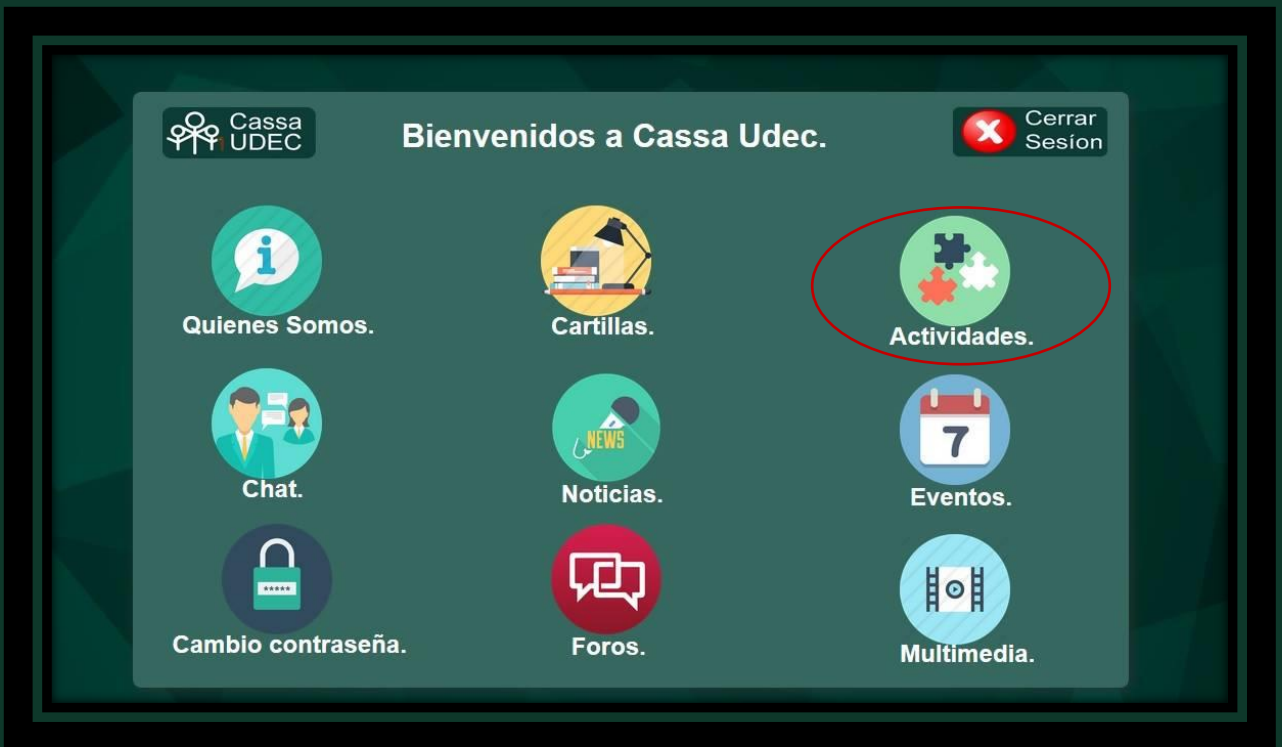 Cassa
UDEC
Bienvenidos a Cassa Udec.
Cerrar
Sesíon
Quienes Somos.
Cartillas.
Actividades.
Chat.
NEWS
Noticias.
7
Eventos.
*****
Cambio contraseña.
Foros.
Multimedia.